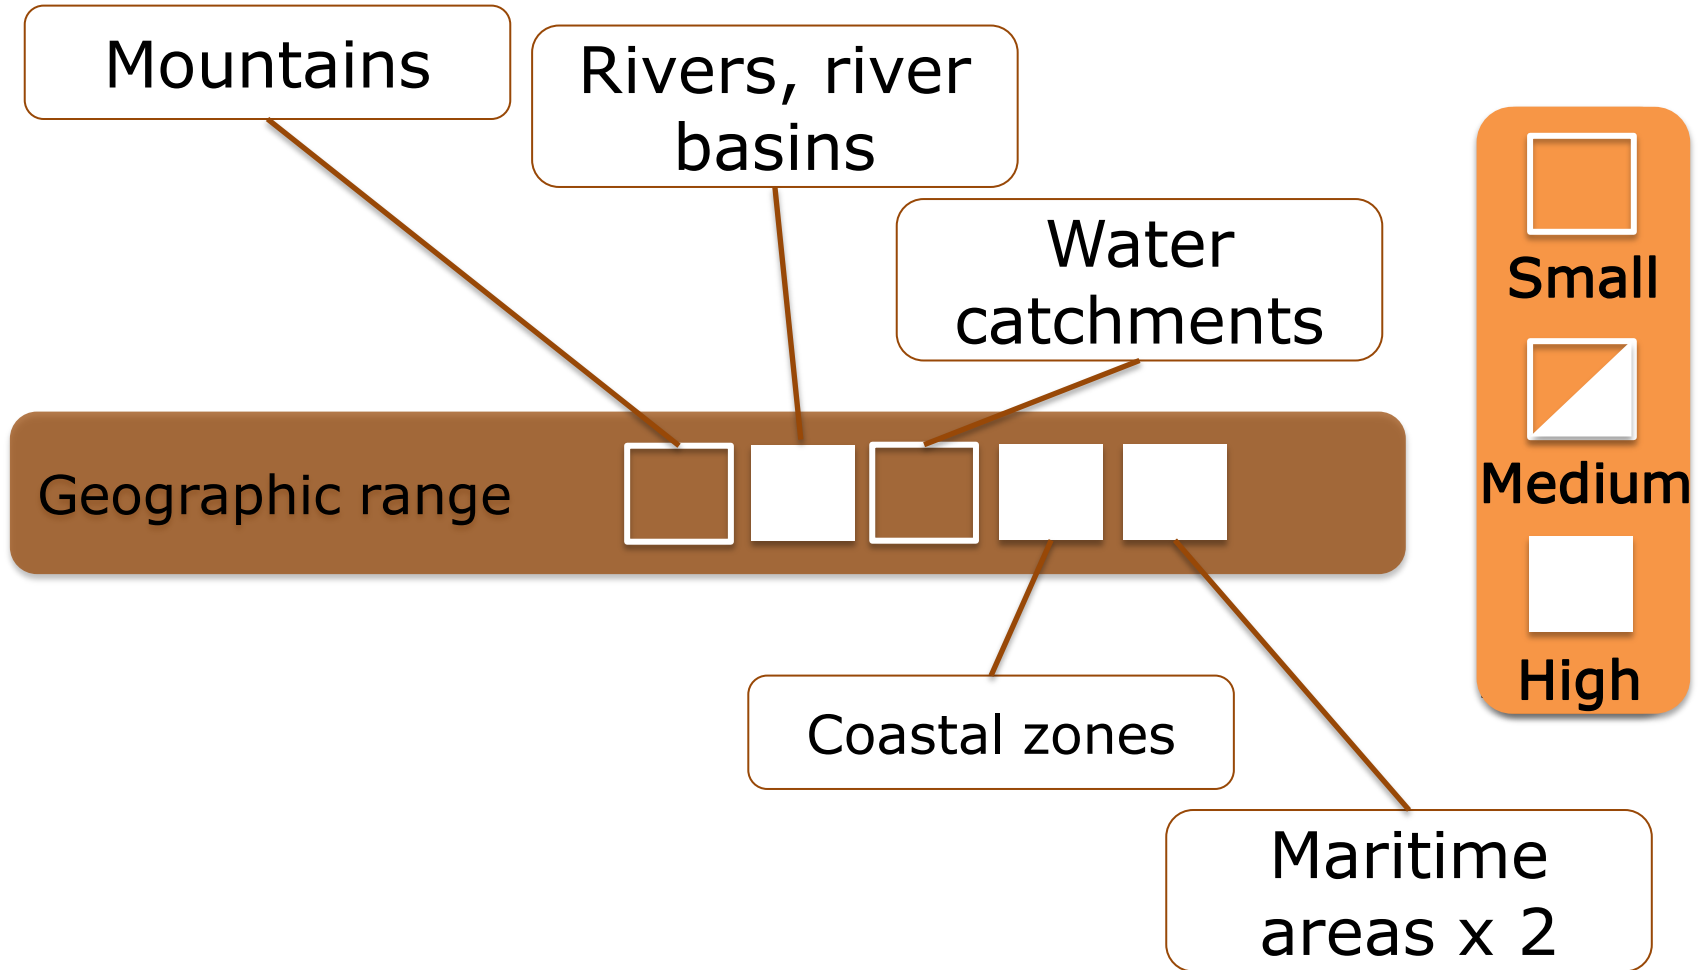 Mountains
Rivers, river
basins
Water
catchments
Small
Medium
High
Geographic range
Coastal zones
Maritime
areas x 2